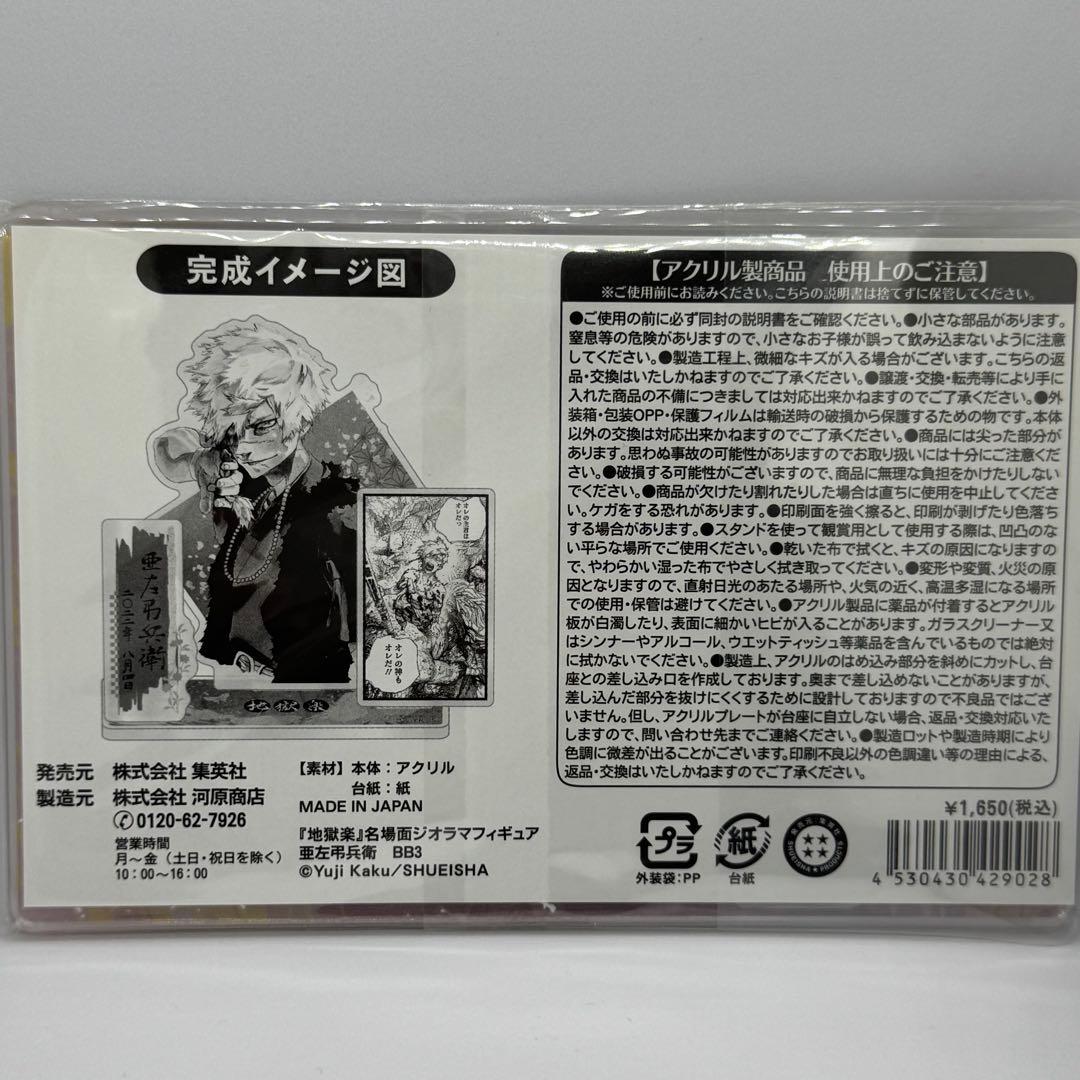 完成イメージ図
亜左弔兵衛
二〇二三年 八月四日
オレの主君は
オレだっ
オレの神も
オレだ!!
地獄楽
発売元 株式会社 集英社
製造元 株式会社 河原商店
0120-62-7926
営業時間
月〜金（土日・祝日を除く）
10:00〜16:00
【素材】本体：アクリル
台紙：紙
MADE IN JAPAN
『地獄楽』名場面ジオラマフィギュア
亜左弔兵衛 BB3
©Yuji Kaku/SHUEISHA
【アクリル製商品 使用上のご注意】
※ご使用前にお読みください。こちらの説明書は捨てずに保管してください。
●ご使用の前に必ず同封の説明書をご確認ください。●小さな部品があります。
窒息等の危険がありますので、小さなお子様が誤って飲み込まないように注意
してください。●製造工程上、微細なキズが入る場合がございます。こちらの返
品・交換はいたしかねますのでご了承ください。●譲渡・交換・転売等により手に
入れた商品の不備につきましては対応出来かねますのでご了承ください。●外
装箱・包装OPP・保護フィルムは輸送時の破損から保護するための物です。本体
以外の交換は対応出来かねますのでご了承ください。●商品には尖った部分が
あります。思わぬ事故の可能性がありますのでお取り扱いには十分にご注意くだ
さい。●破損する可能性がございますので、商品に無理な負担をかけたりしない
でください。●商品が欠けたり割れたりした場合は直ちに使用を中止してくださ
い。ケガをする恐れがあります。●印刷面を強く擦ると、印刷が剥げたり色落ち
する場合があります。●スタンドを使って観賞用として使用する際は、凹凸のな
い平らな場所でご使用ください。●乾いた布で拭くと、キズの原因になりますの
で、やわらかい湿った布でやさしく拭き取ってください。●変形や変質、火災の原
因となりますので、直射日光のあたる場所や、火気の近く、高温多湿になる場所
での使用・保管は避けてください。●アクリル製品に薬品が付着するとアクリル
板が白濁したり、表面に細かいヒビが入ることがあります。ガラスクリーナー又
はシンナーやアルコール、ウエットティッシュ等薬品を含んでいるものでは絶対
に拭かないでください。●製造上、アクリルのはめ込み部分を斜めにカットし、台
座との差し込み口を作成しております。奥まで差し込めないことがありますが、
差し込んだ部分を抜けにくくするために設計しておりますので不良品ではござ
いません。但し、アクリルプレートが台座に自立しない場合、返品・交換対応いた
しますので、問い合わせ先までご連絡ください。●製造ロットや製造時期により
色調に微差が出ることがございます。印刷不良以外の色調違い等の理由による、
返品・交換はいたしかねますのでご了承ください。
¥1,650(税込)
プラ
外装袋：PP
紙
台紙
発売元・集英社
SHUEISHA PRODUCTS
4 530430 429028